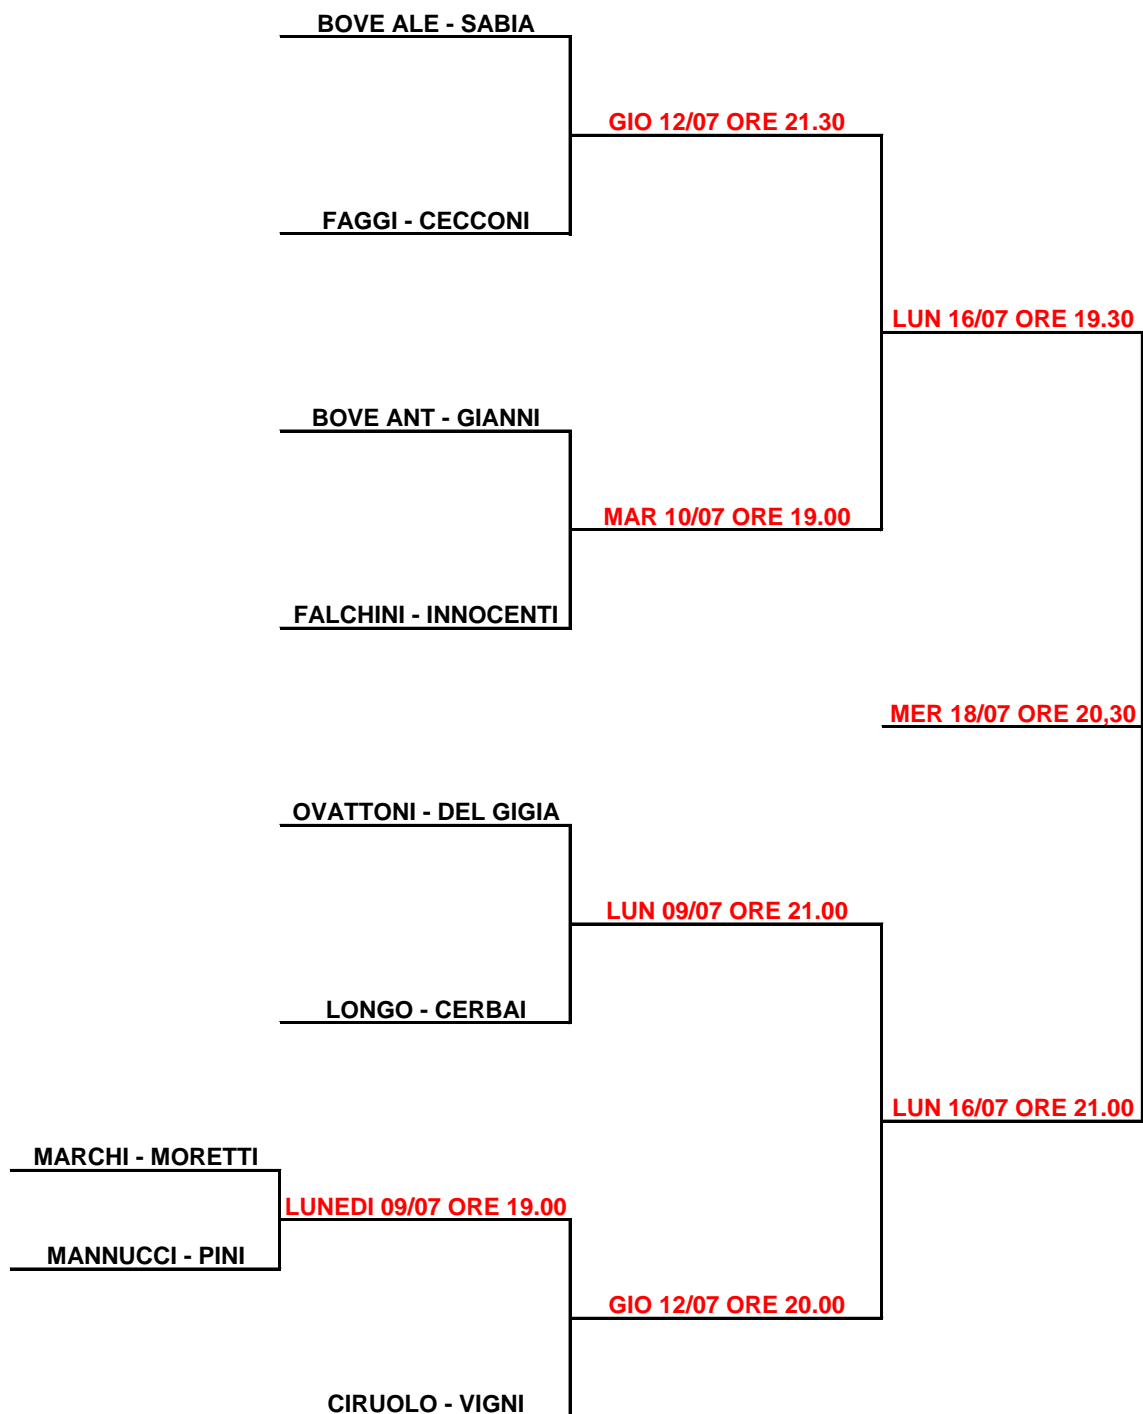 BOVE ALE - SABIA
GIO 12/07 ORE 21.30
FAGGI - CECCONI
LUN 16/07 ORE 19.30
BOVE ANT - GIANNI
MAR 10/07 ORE 19.00
FALCHINI - INNOCENTI
MER 18/07 ORE 20,30
OVATTONI - DEL GIGIA
LUN 09/07 ORE 21.00
LONGO - CERBAI
LUN 16/07 ORE 21.00
MARCHI - MORETTI
LUNEDI 09/07 ORE 19.00
MANNUCCI - PINI
GIO 12/07 ORE 20.00
CIRUOLO - VIGNI